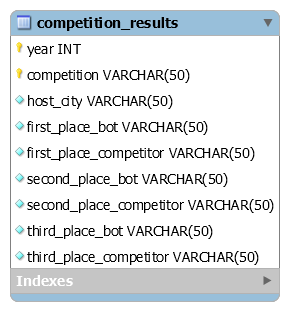 competition_results
year INT
competition VARCHAR(50)
host_city VARCHAR(50)
first_place_bot VARCHAR(50)
first_place_competitor VARCHAR(50)
second_place_bot VARCHAR(50)
second_place_competitor VARCHAR(50)
third_place_bot VARCHAR(50)
third_place_competitor VARCHAR(50)
Indexes